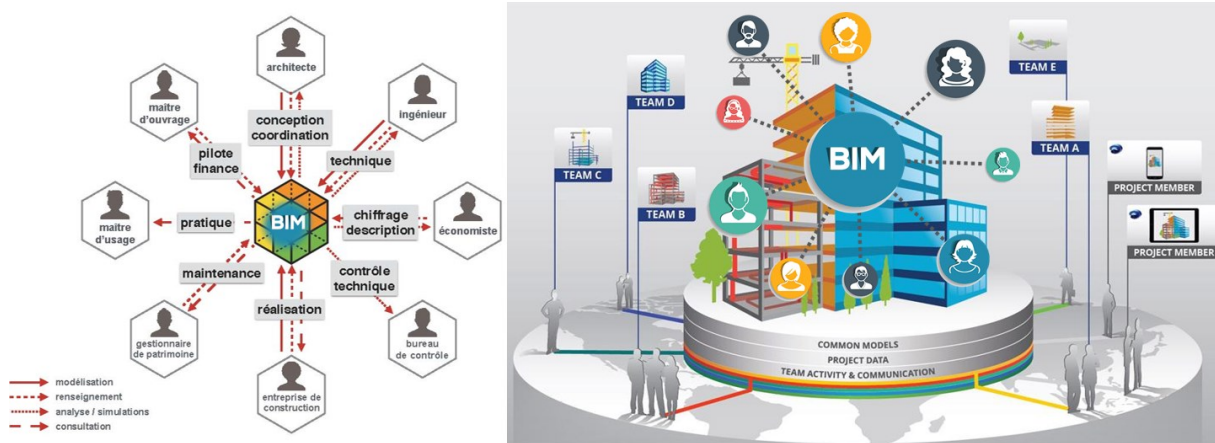 architecte
maître
d'ouvrage
ingénieur
conception
coordination
pilote
finance
technique
BIM
maître
d'usage
pratique
chiffrage
description
économiste
maintenance
contrôle
technique
réalisation
gestionnaire
de patrimoine
bureau
de contrôle
entreprise de
construction
modélisation
renseignement
analyse / simulations
consultation
TEAM E
TEAM D
TEAM A
TEAM C
TEAM B
BIM
PROJECT MEMBER
PROJECT MEMBER
COMMON MODELS
PROJECT DATA
TEAM ACTIVITY & COMMUNICATION